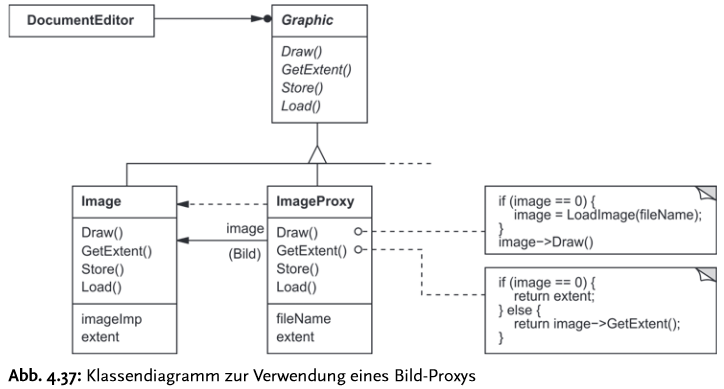 DocumentEditor
Graphic
Draw()
GetExtent()
Store()
Load()
Image
Draw()
GetExtent()
Store()
Load()
imageImp
extent
image
(Bild)
ImageProxy
Draw()
GetExtent()
Store()
Load()
fileName
extent
if (image == 0) {
image = LoadImage(fileName);
}
image->Draw()
if (image == 0) {
return extent;
} else {
return image->GetExtent();
}
Abb. 4.37: Klassendiagramm zur Verwendung eines Bild-Proxys